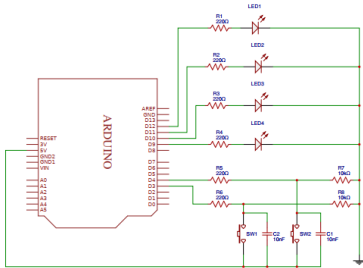 LED1
R1
220Ω
LED2
R2
220Ω
LED3
R3
220Ω
LED4
R4
220Ω
R5
220Ω
R7
10kΩ
R6
220Ω
R8
10kΩ
SW1
C2
10nF
SW2
C1
10nF
ARDUINO
RESET
3V
5V
GND2
GND1
VIN
A0
A1
A2
A3
A4
A5
AREF
GND
D13
D12
D11
D10
D9
D8
D7
D6
D5
D4
D3
D2
D1
D0